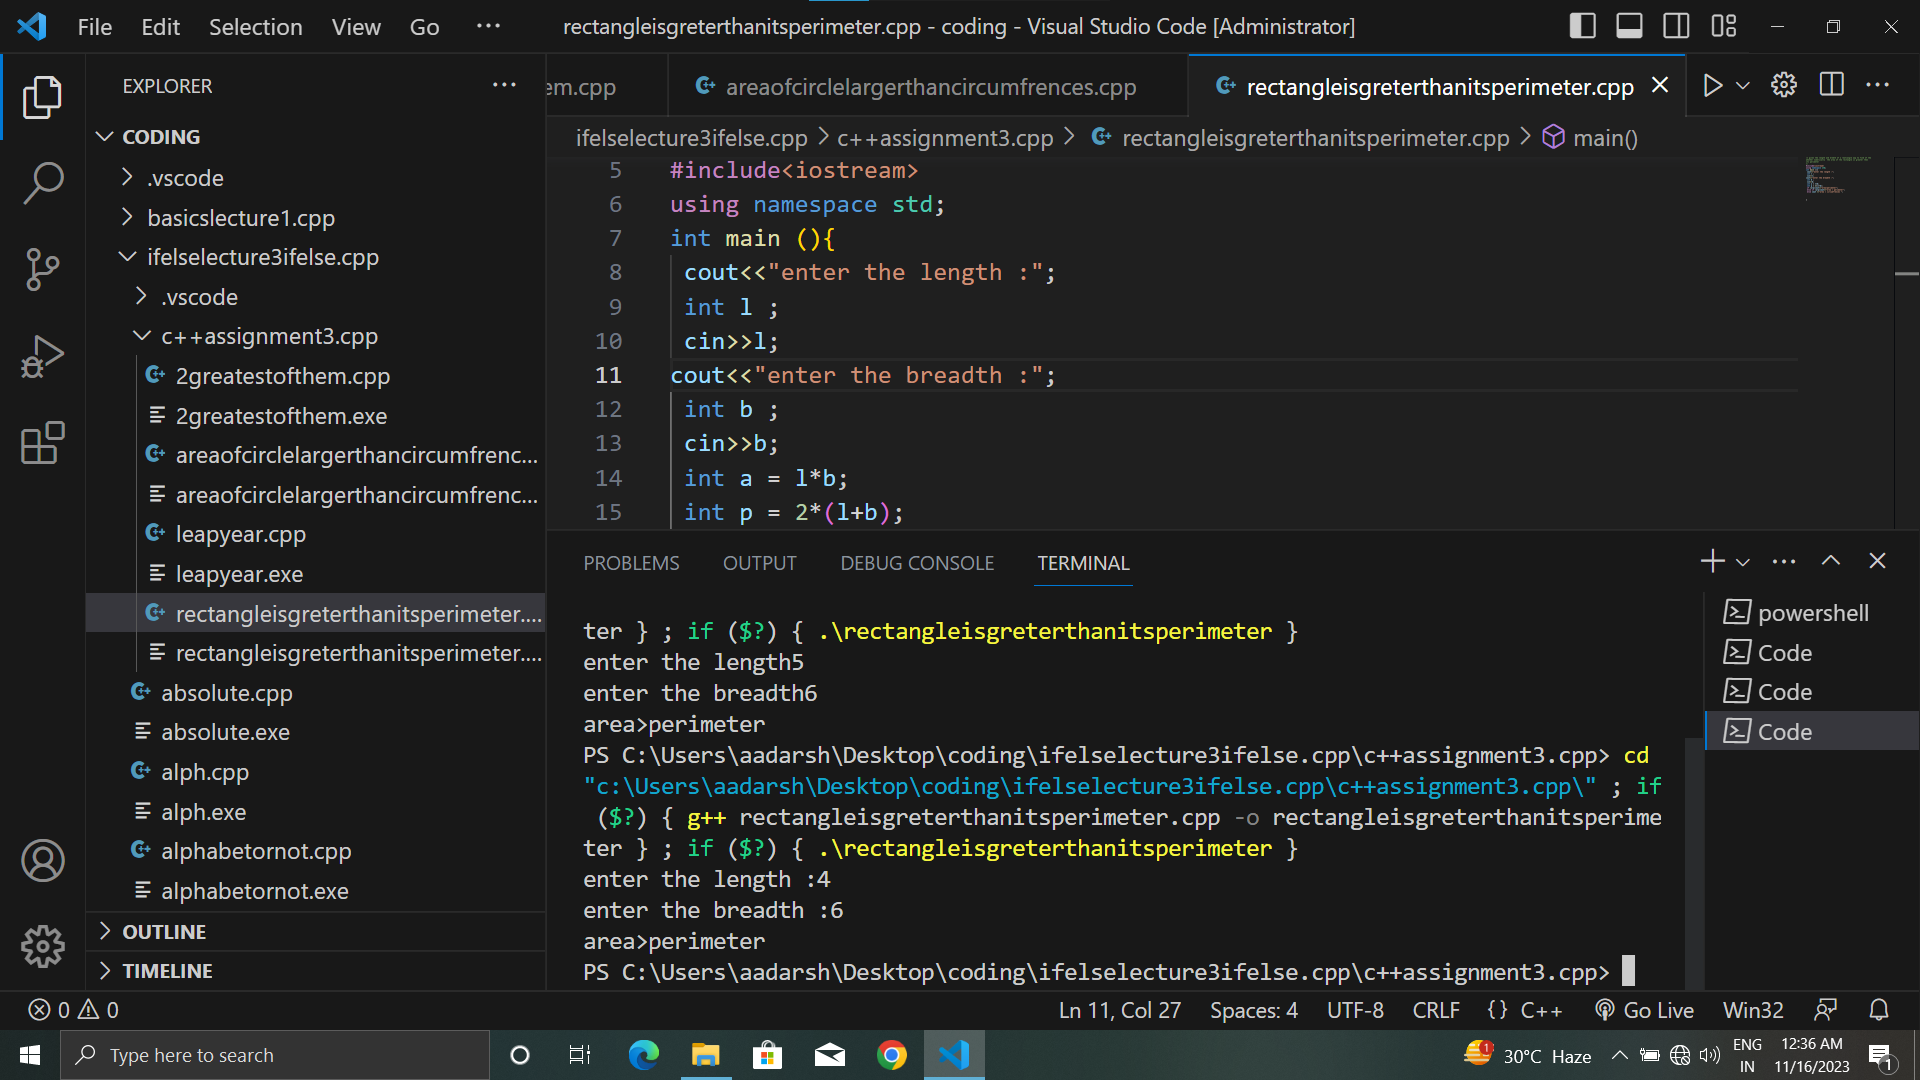 File Edit Selection View Go ···
rectangleisgreterthanitsperimeter.cpp - coding - Visual Studio Code [Administrator]
EXPLORER
CODING
.vscode
basicslecture1.cpp
ifelselecture3ifelse.cpp
.vscode
c++assignment3.cpp
2greatestofthem.cpp
2greatestofthem.exe
areaofcirclelargerthancircumfrenc...
areaofcirclelargerthancircumfrenc...
leapyear.cpp
leapyear.exe
rectangleisgreterthanitsperimeter....
rectangleisgreterthanitsperimeter....
absolute.cpp
absolute.exe
alph.cpp
alph.exe
alphabetornot.cpp
alphabetornot.exe
OUTLINE
TIMELINE
em.cpp areaofcirclelargerthancircumfrences.cpp rectangleisgreterthanitsperimeter.cpp
ifelselecture3ifelse.cpp > c++assignment3.cpp > rectangleisgreterthanitsperimeter.cpp > main()
5 #include<iostream>
6 using namespace std;
7 int main (){
8 cout<<"enter the length :";
9 int l ;
10 cin>>l;
11 cout<<"enter the breadth :";
12 int b ;
13 cin>>b;
14 int a = l*b;
15 int p = 2*(l+b);
PROBLEMS OUTPUT DEBUG CONSOLE TERMINAL
ter } ; if ($?) { .\rectangleisgreterthanitsperimeter }
enter the length5
enter the breadth6
area>perimeter
PS C:\Users\aadarsh\Desktop\coding\ifelselecture3ifelse.cpp\c++assignment3.cpp> cd
"c:\Users\aadarsh\Desktop\coding\ifelselecture3ifelse.cpp\c++assignment3.cpp\" ; if
($?) { g++ rectangleisgreterthanitsperimeter.cpp -o rectangleisgreterthanitsperime
ter } ; if ($?) { .\rectangleisgreterthanitsperimeter }
enter the length :4
enter the breadth :6
area>perimeter
PS C:\Users\aadarsh\Desktop\coding\ifelselecture3ifelse.cpp\c++assignment3.cpp>
powershell
Code
Code
Code
0 0
Ln 11, Col 27 Spaces: 4 UTF-8 CRLF {} C++ Go Live Win32
Type here to search
1
30°C Haze
ENG
IN
12:36 AM
11/16/2023
1